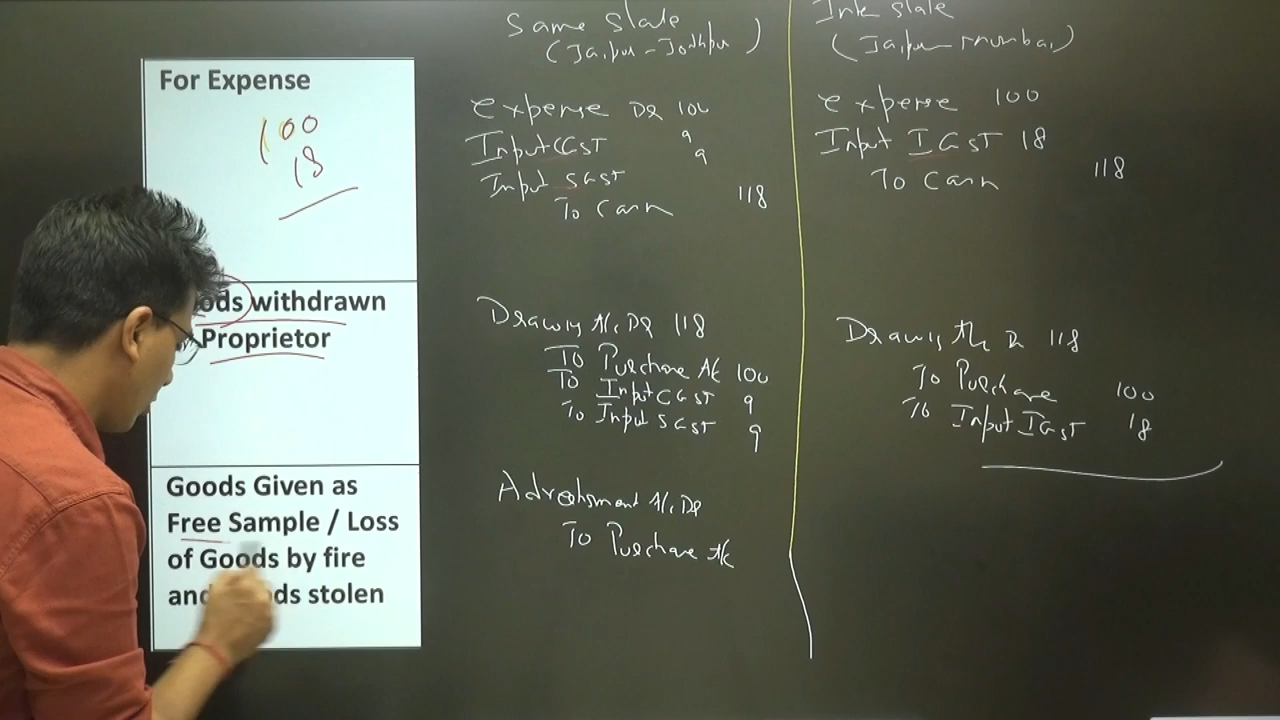 For Expense
100
18
ods withdrawn
Proprietor
Goods Given as
Free Sample / Loss
of Goods by fire
and ds stolen
Same State
(Jaipur - Jodhpur)
expense DR 100
Input CGST 9
Input SGST 9
To Cash 118
Drawing A/c DR 118
To Purchase A/c 100
To Input CGST 9
To Input SGST 9
Advertisment A/c DR
To Purchase A/c
Inter State
(Jaipur - Mumbai)
expense 100
Input IGST 18
To Cash 118
Drawing A/c DR 118
To Purchase 100
To Input IGST 18